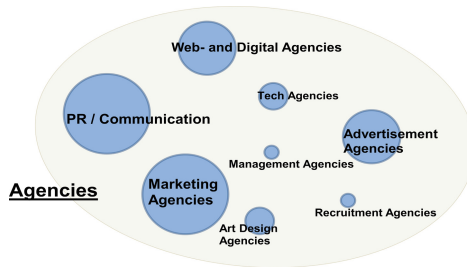 Web- and Digital Agencies
Tech Agencies
PR / Communication
Advertisement
Agencies
Management Agencies
Marketing
Agencies
Agencies
Recruitment Agencies
Art Design
Agencies